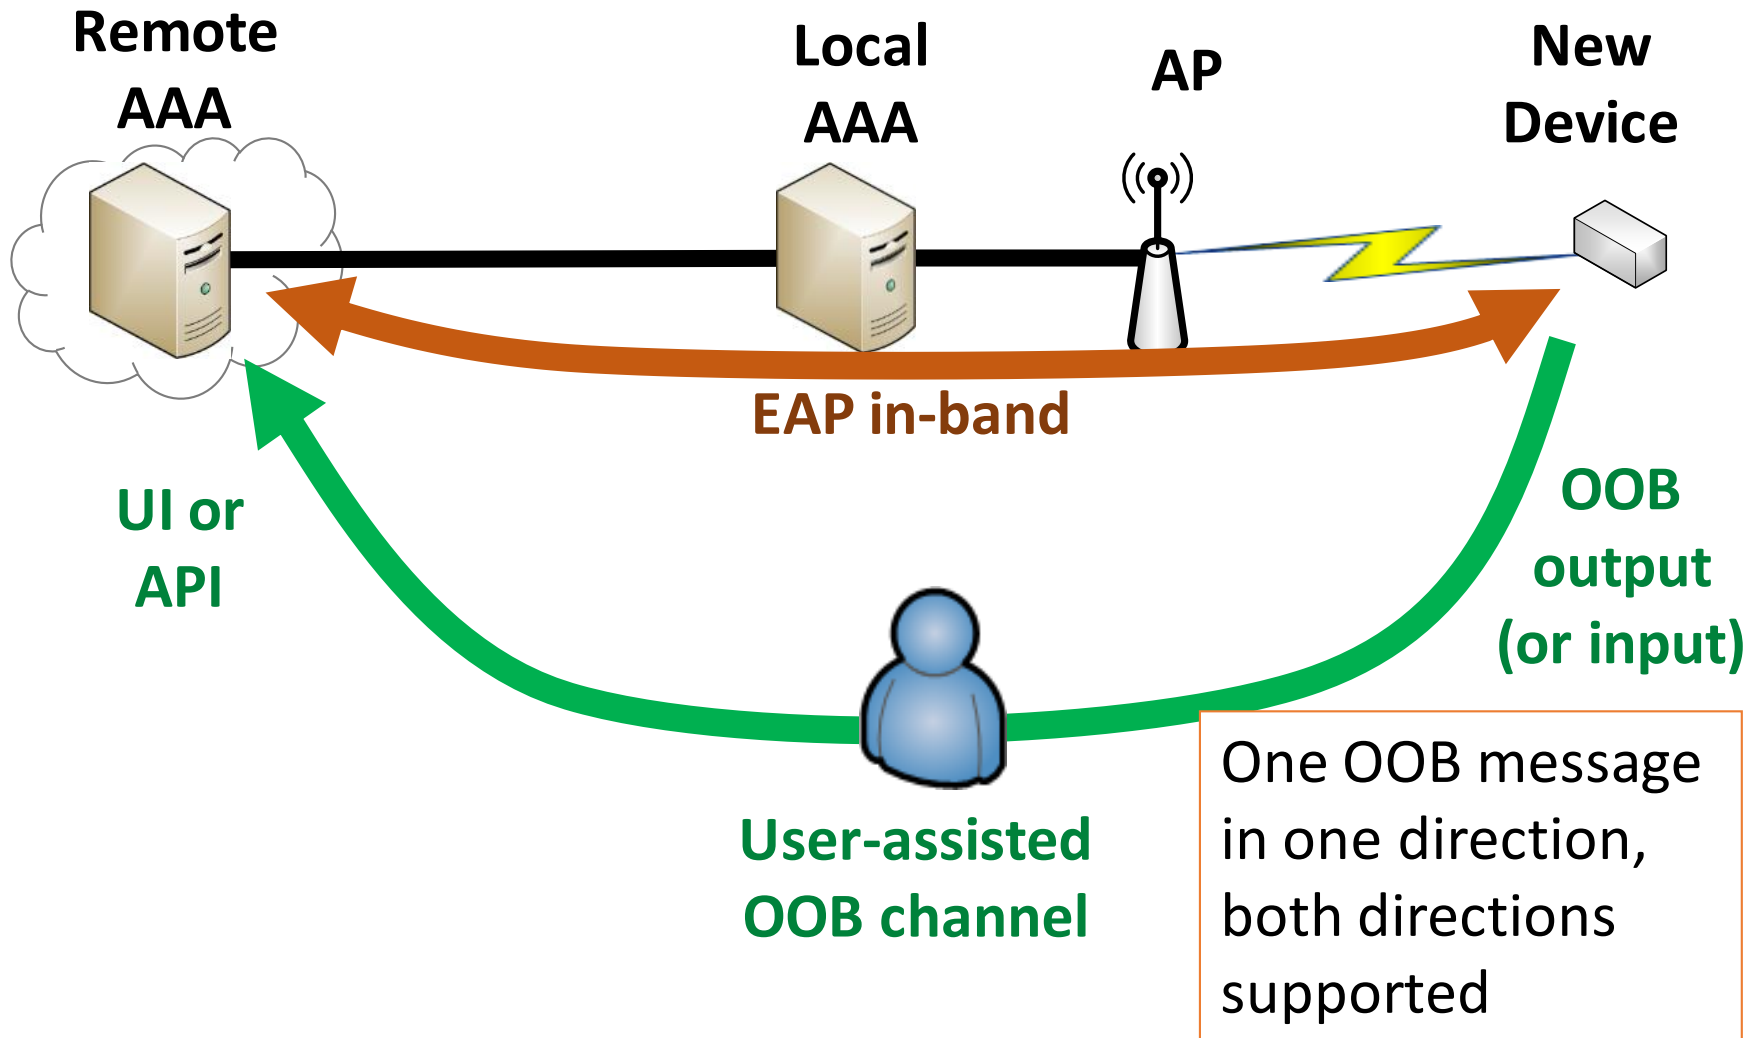 Remote
AAA
Local
AAA
AP
New
Device
EAP in-band
UI or
API
OOB
output
(or input)
User-assisted
OOB channel
One OOB message
in one direction,
both directions
supported